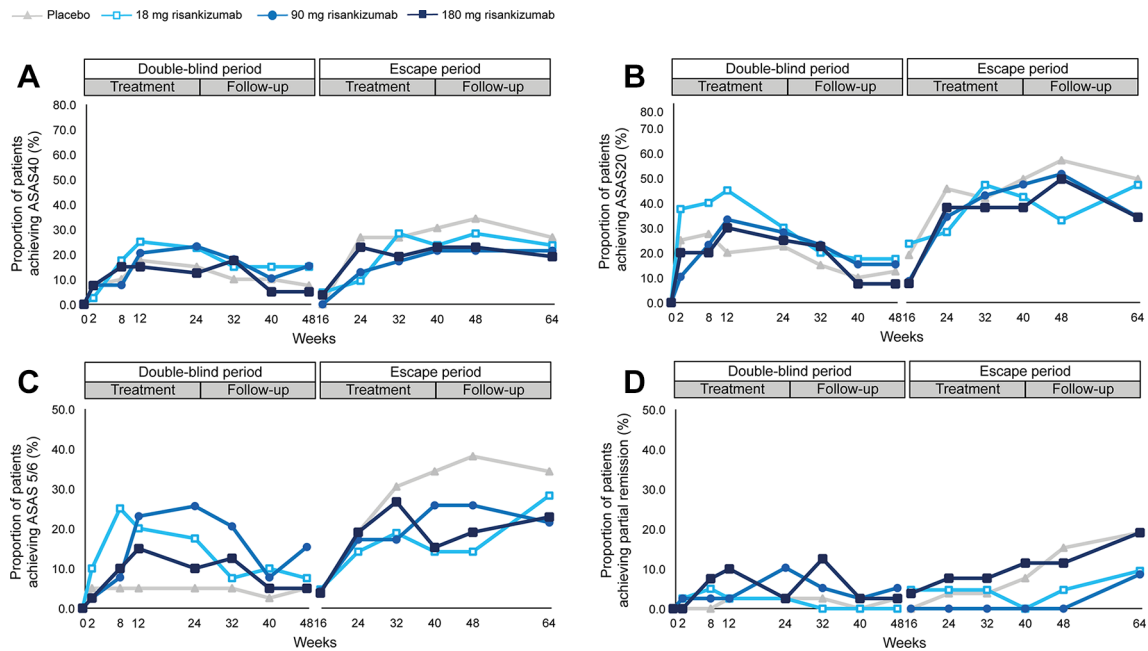 Placebo 18 mg risankizumab 90 mg risankizumab 180 mg risankizumab
A
Double-blind period Escape period
Treatment Follow-up Treatment Follow-up
Proportion of patients
achieving ASAS40 (%)
80.0
70.0
60.0
50.0
40.0
30.0
20.0
10.0
0.0
0 2 8 12 24 32 40 48 16 24 32 40 48 64
Weeks
B
Double-blind period Escape period
Treatment Follow-up Treatment Follow-up
Proportion of patients
achieving ASAS20 (%)
80.0
70.0
60.0
50.0
40.0
30.0
20.0
10.0
0.0
0 2 8 12 24 32 40 48 16 24 32 40 48 64
Weeks
C
Double-blind period Escape period
Treatment Follow-up Treatment Follow-up
Proportion of patients
achieving ASAS 5/6 (%)
50.0
40.0
30.0
20.0
10.0
0.0
0 2 8 12 24 32 40 48 16 24 32 40 48 64
Weeks
D
Double-blind period Escape period
Treatment Follow-up Treatment Follow-up
Proportion of patients
achieving partial remission (%)
50.0
40.0
30.0
20.0
10.0
0.0
0 2 8 12 24 32 40 48 16 24 32 40 48 64
Weeks